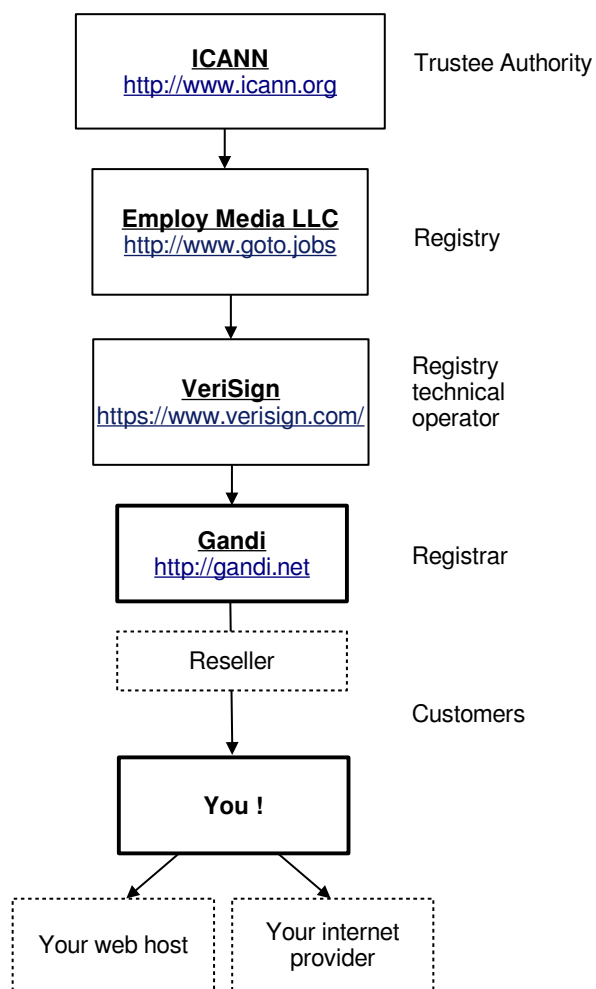 ICANN
http://www.icann.org
Trustee Authority
Employ Media LLC
http://www.goto.jobs
Registry
VeriSign
https://www.verisign.com/
Registry
technical
operator
Gandi
http://gandi.net
Registrar
Reseller
Customers
You !
Your web host
Your internet
provider